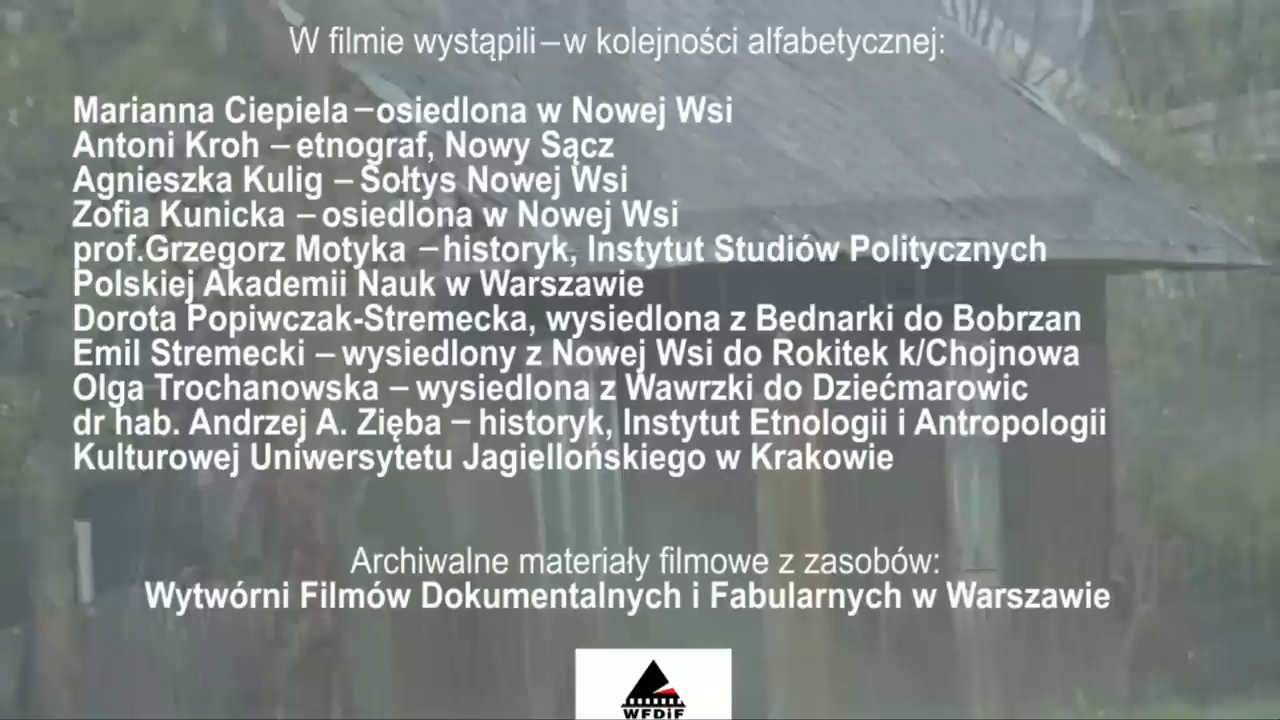 W filmie wystąpili – w kolejności alfabetycznej:
Marianna Ciepiela – osiedlona w Nowej Wsi
Antoni Kroh – etnograf, Nowy Sącz
Agnieszka Kulig – Sołtys Nowej Wsi
Zofia Kunicka – osiedlona w Nowej Wsi
prof.Grzegorz Motyka – historyk, Instytut Studiów Politycznych
Polskiej Akademii Nauk w Warszawie
Dorota Popiwczak-Stremecka, wysiedlona z Bednarki do Bobrzan
Emil Stremecki – wysiedlony z Nowej Wsi do Rokitek k/Chojnowa
Olga Trochanowska – wysiedlona z Wawrzki do Dziećmarowic
dr hab. Andrzej A. Zięba – historyk, Instytut Etnologii i Antropologii
Kulturowej Uniwersytetu Jagiellońskiego w Krakowie
Archiwalne materiały filmowe z zasobów:
Wytwórni Filmów Dokumentalnych i Fabularnych w Warszawie
WFDiF